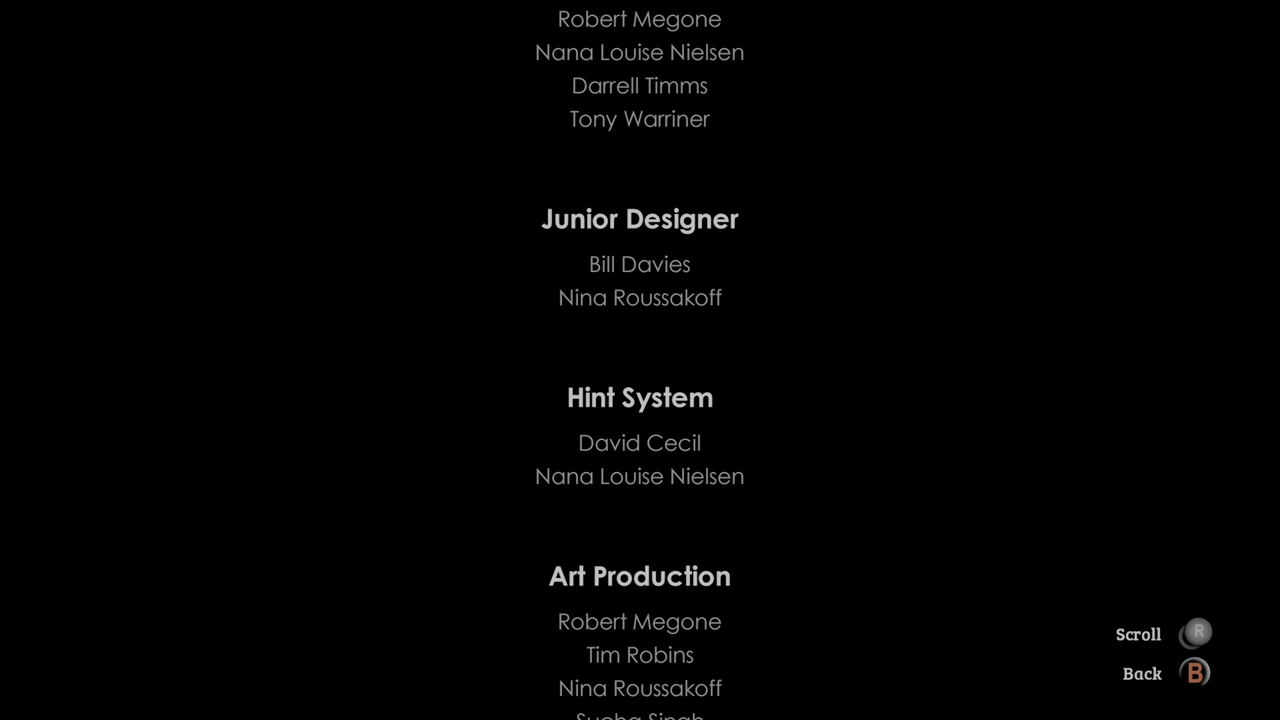 Robert Megone
Nana Louise Nielsen
Darrell Timms
Tony Warriner
Junior Designer
Bill Davies
Nina Roussakoff
Hint System
David Cecil
Nana Louise Nielsen
Art Production
Robert Megone
Tim Robins
Nina Roussakoff
Scroll R
Back B